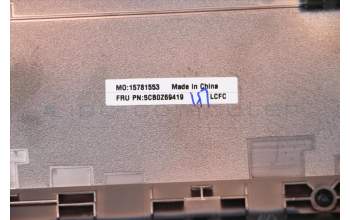 MO:15781553 Made in China
FRU PN:5CB0Z69419 LCFC